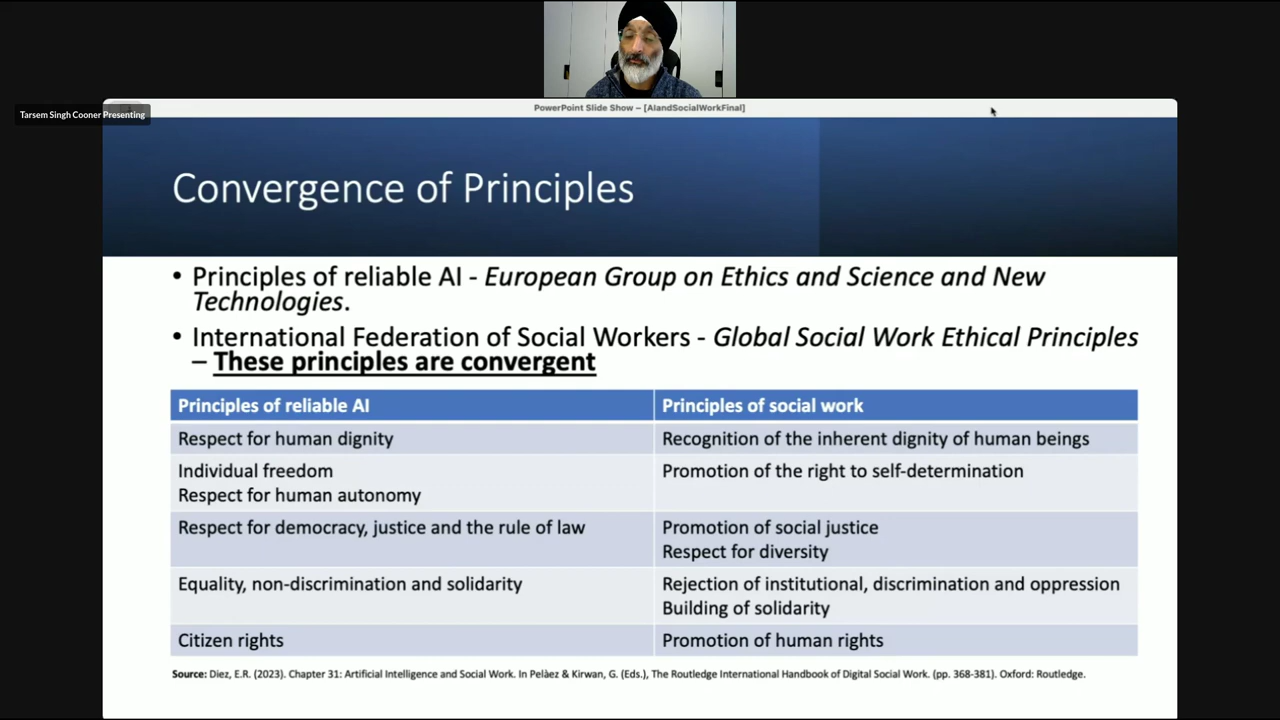 Tarsem Singh Cooner Presenting
PowerPoint Slide Show – [AIandSocialWorkFinal]
Convergence of Principles
• Principles of reliable AI - European Group on Ethics and Science and New
Technologies.
• International Federation of Social Workers - Global Social Work Ethical Principles
– These principles are convergent
Principles of reliable AI
Principles of social work
Respect for human dignity
Recognition of the inherent dignity of human beings
Individual freedom
Respect for human autonomy
Promotion of the right to self-determination
Respect for democracy, justice and the rule of law
Promotion of social justice
Respect for diversity
Equality, non-discrimination and solidarity
Rejection of institutional, discrimination and oppression
Building of solidarity
Citizen rights
Promotion of human rights
Source: Diez, E.R. (2023). Chapter 31: Artificial Intelligence and Social Work. In Pelàez & Kirwan, G. (Eds.), The Routledge International Handbook of Digital Social Work. (pp. 368-381). Oxford: Routledge.